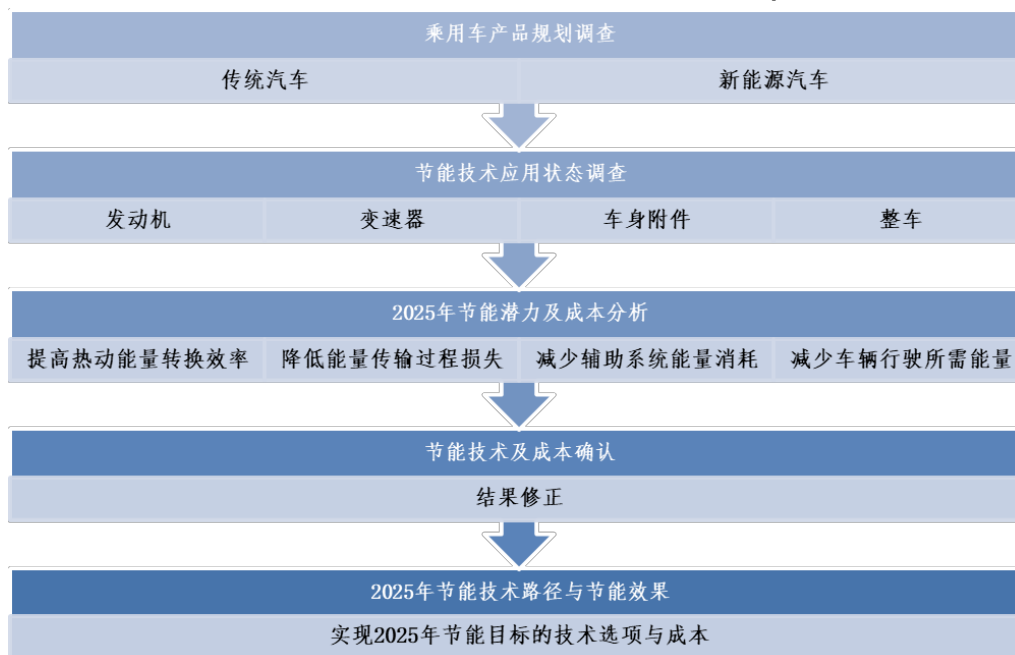 乘用车产品规划调查
传统汽车 新能源汽车
节能技术应用状态调查
发动机 变速器 车身附件 整车
2025年节能潜力及成本分析
提高热动能量转换效率 降低能量传输过程损失 减少辅助系统能量消耗 减少车辆行驶所需能量
节能技术及成本确认
结果修正
2025年节能技术路径与节能效果
实现2025年节能目标的技术选项与成本